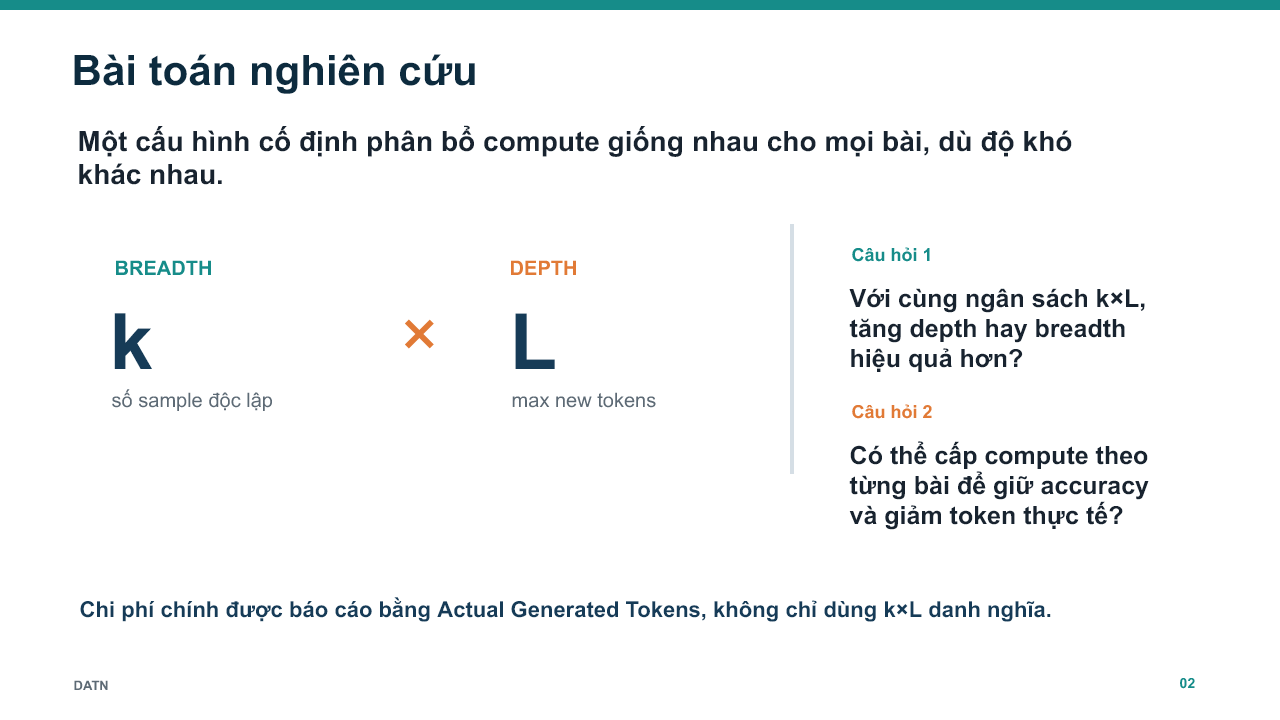 Bài toán nghiên cứu
Một cấu hình cố định phân bổ compute giống nhau cho mọi bài, dù độ khó
khác nhau.
BREADTH
k
số sample độc lập
×
DEPTH
L
max new tokens
Câu hỏi 1
Với cùng ngân sách k×L,
tăng depth hay breadth
hiệu quả hơn?
Câu hỏi 2
Có thể cấp compute theo
từng bài để giữ accuracy
và giảm token thực tế?
Chi phí chính được báo cáo bằng Actual Generated Tokens, không chỉ dùng k×L danh nghĩa.
DATN
02